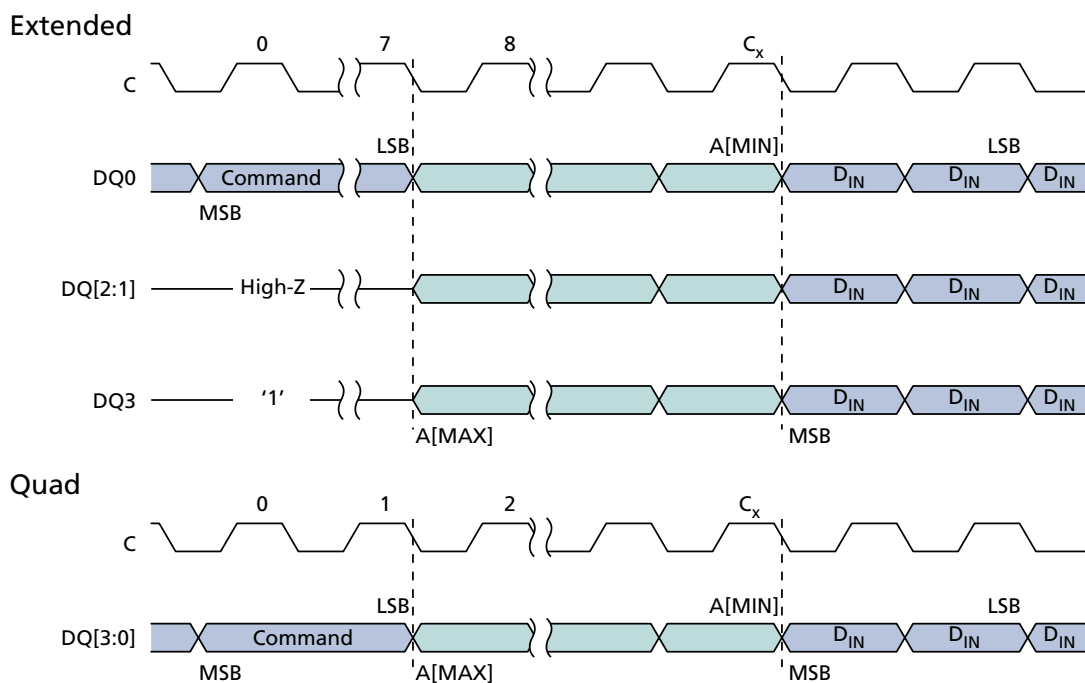 Extended
0 7 8 Cx
C
LSB A[MIN] LSB
DQ0 Command DIN DIN DIN
MSB
DQ[2:1] High-Z DIN DIN DIN
DQ3 '1' DIN DIN DIN
A[MAX] MSB
Quad
0 1 2 Cx
C
LSB A[MIN] LSB
DQ[3:0] Command DIN DIN DIN
MSB A[MAX] MSB